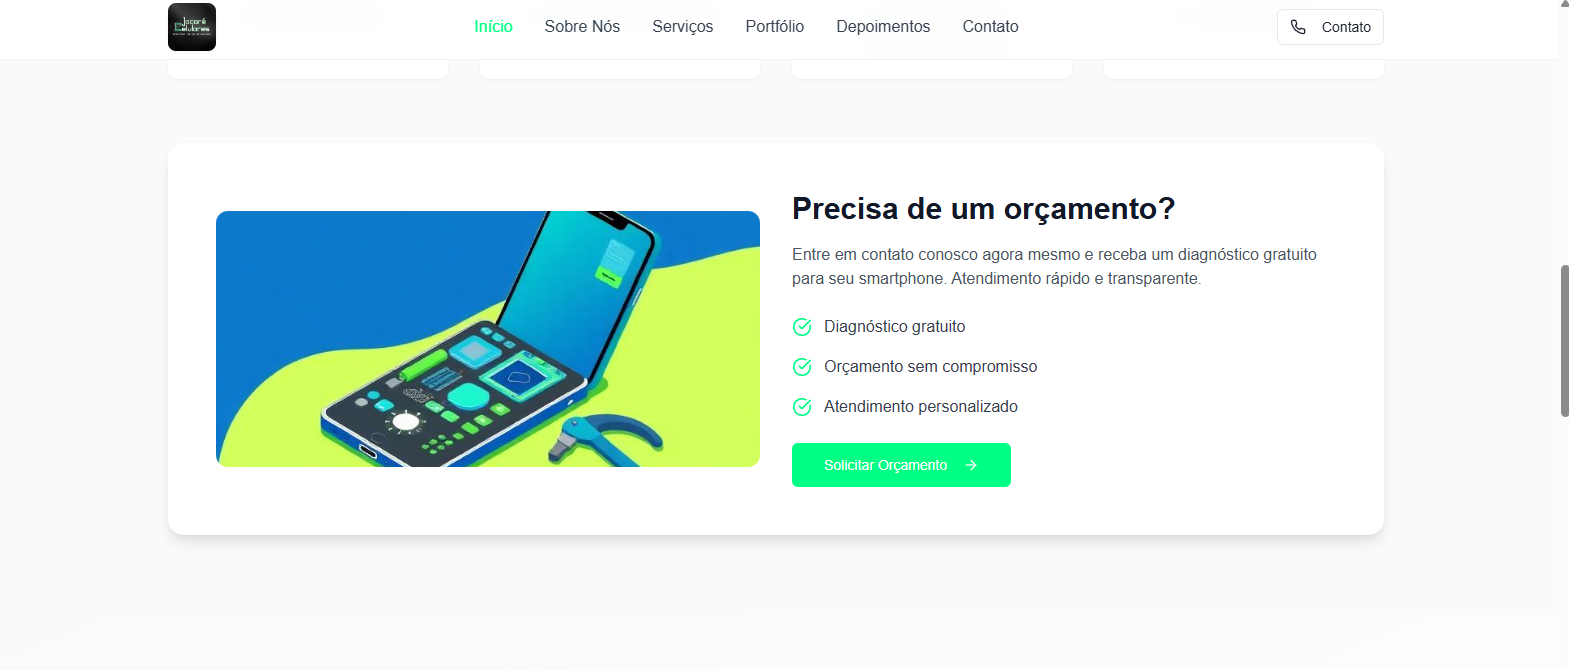 Jacaré
Celulares
Início
Sobre Nós
Serviços
Portfólio
Depoimentos
Contato
Contato
Precisa de um orçamento?
Entre em contato conosco agora mesmo e receba um diagnóstico gratuito
para seu smartphone. Atendimento rápido e transparente.
Diagnóstico gratuito
Orçamento sem compromisso
Atendimento personalizado
Solicitar Orçamento